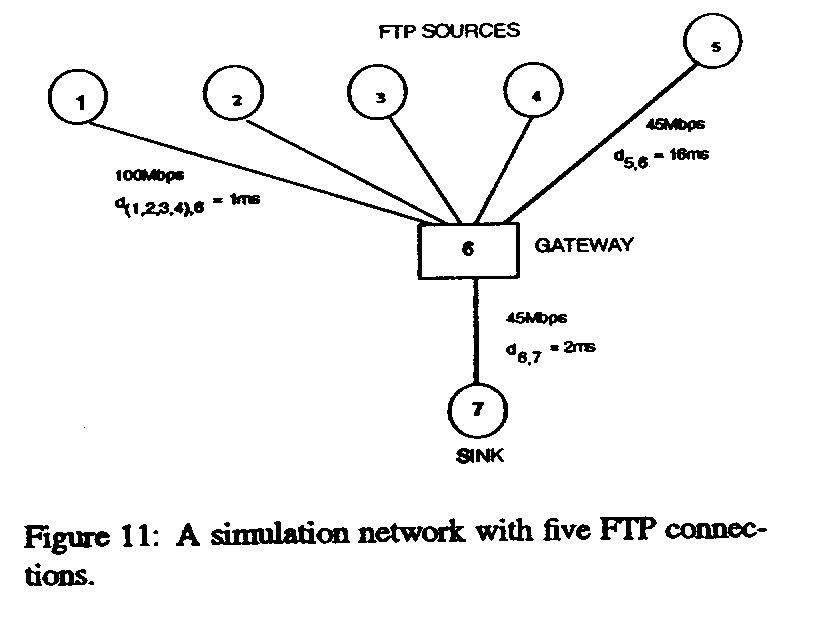 FTP SOURCES
5
1
2
3
4
45Mbps
d5,6 = 16ms
100Mbps
d(1,2,3,4),6 = 1ms
6
GATEWAY
45Mbps
d6,7 = 2ms
7
SINK
Figure 11: A simulation network with five FTP connec-
tions.